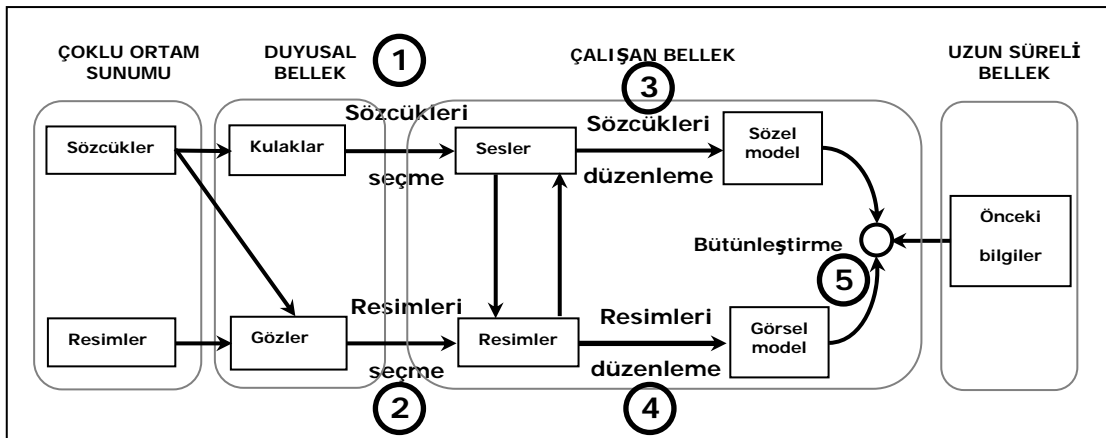 ÇOKLU ORTAM
SUNUMU
DUYUSAL
BELLEK
1
ÇALIŞAN BELLEK
3
UZUN SÜRELİ
BELLEK
Sözcükler
Kulaklar
Sözcükleri
seçme
Sesler
Sözcükleri
düzenleme
Sözel
model
Önceki
bilgiler
Bütünleştirme
5
Resimler
Gözler
Resimleri
seçme
2
Resimler
Resimleri
düzenleme
4
Görsel
model